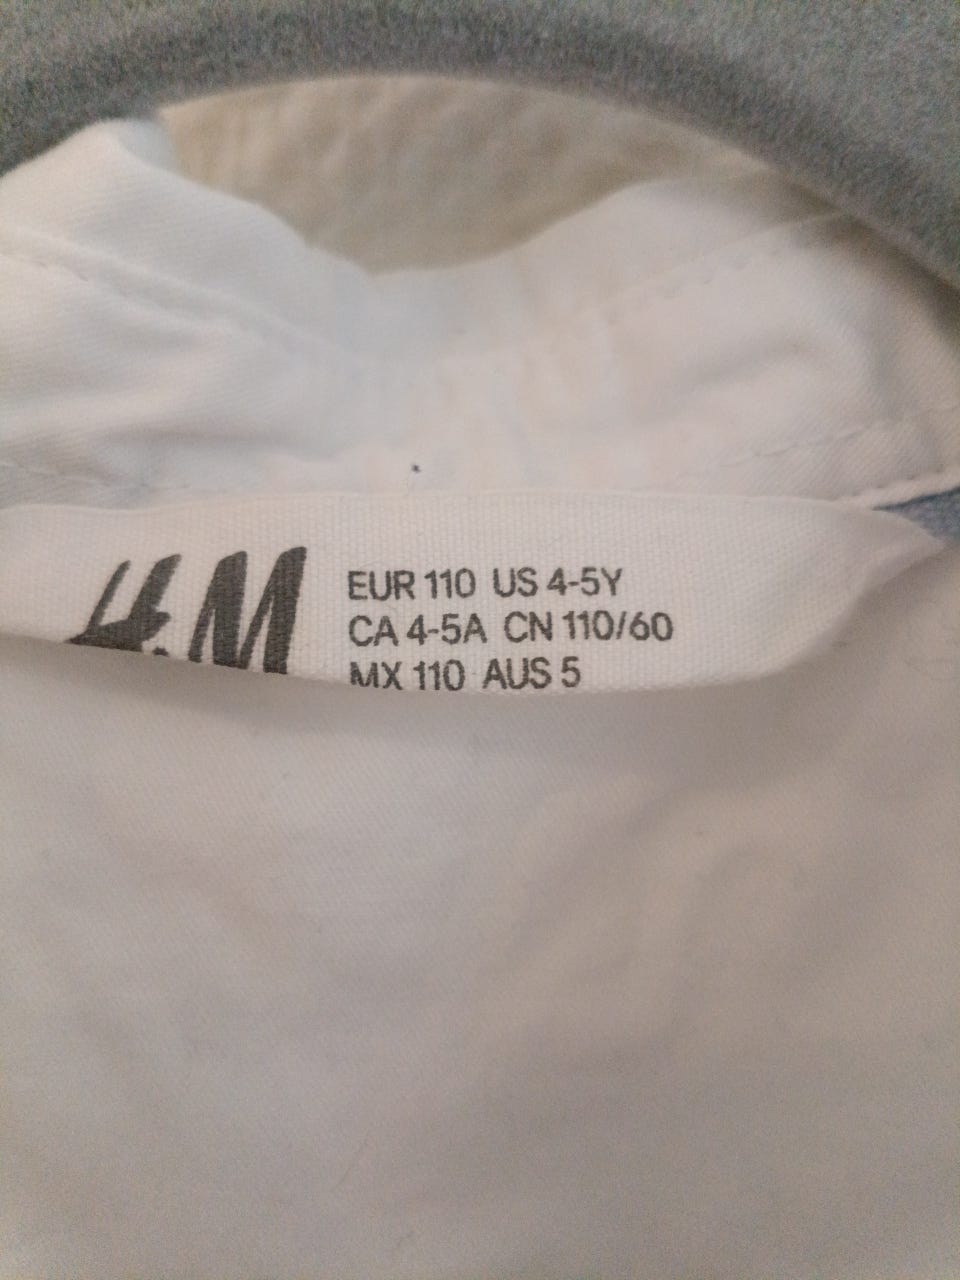 H&M
EUR 110 US 4-5Y
CA 4-5A CN 110/60
MX 110 AUS 5